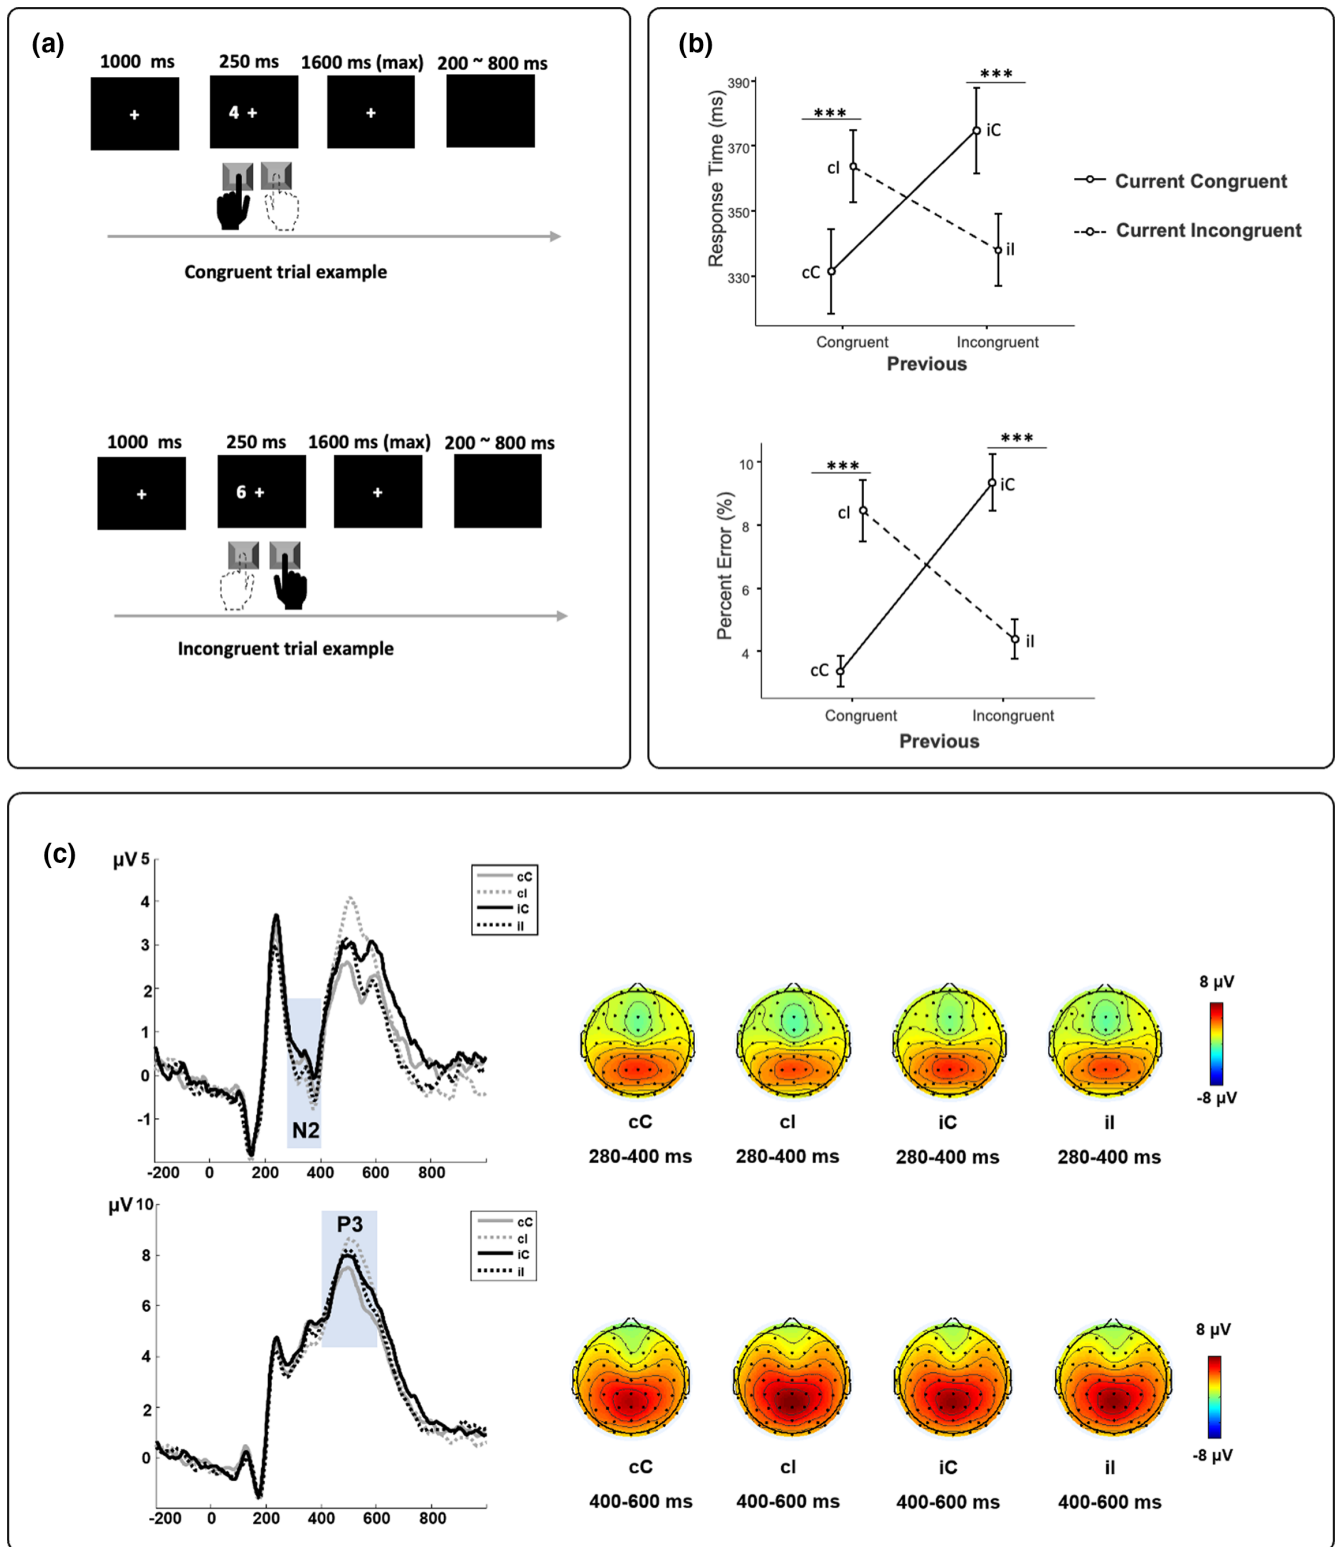 (a)
1000 ms 250 ms 1600 ms (max) 200 ~ 800 ms
+ 4 + +
Congruent trial example
1000 ms 250 ms 1600 ms (max) 200 ~ 800 ms
+ 6 + +
Incongruent trial example
(b)
Response Time (ms)
390
370
350
330
***
***
cI
iC
cC
iI
Congruent Incongruent
Previous
Current Congruent
Current Incongruent
Percent Error (%)
10
8
6
4
***
***
cI
iC
cC
iI
Congruent Incongruent
Previous
(c)
µV 5
4
3
2
1
0
-1
-200 0 200 400 600 800
N2
cC
cI
iC
iI
cC cI iC iI
280-400 ms 280-400 ms 280-400 ms 280-400 ms
8 µV
-8 µV
µV 10
8
6
4
2
0
-200 0 200 400 600 800
P3
cC
cI
iC
iI
cC cI iC iI
400-600 ms 400-600 ms 400-600 ms 400-600 ms
8 µV
-8 µV